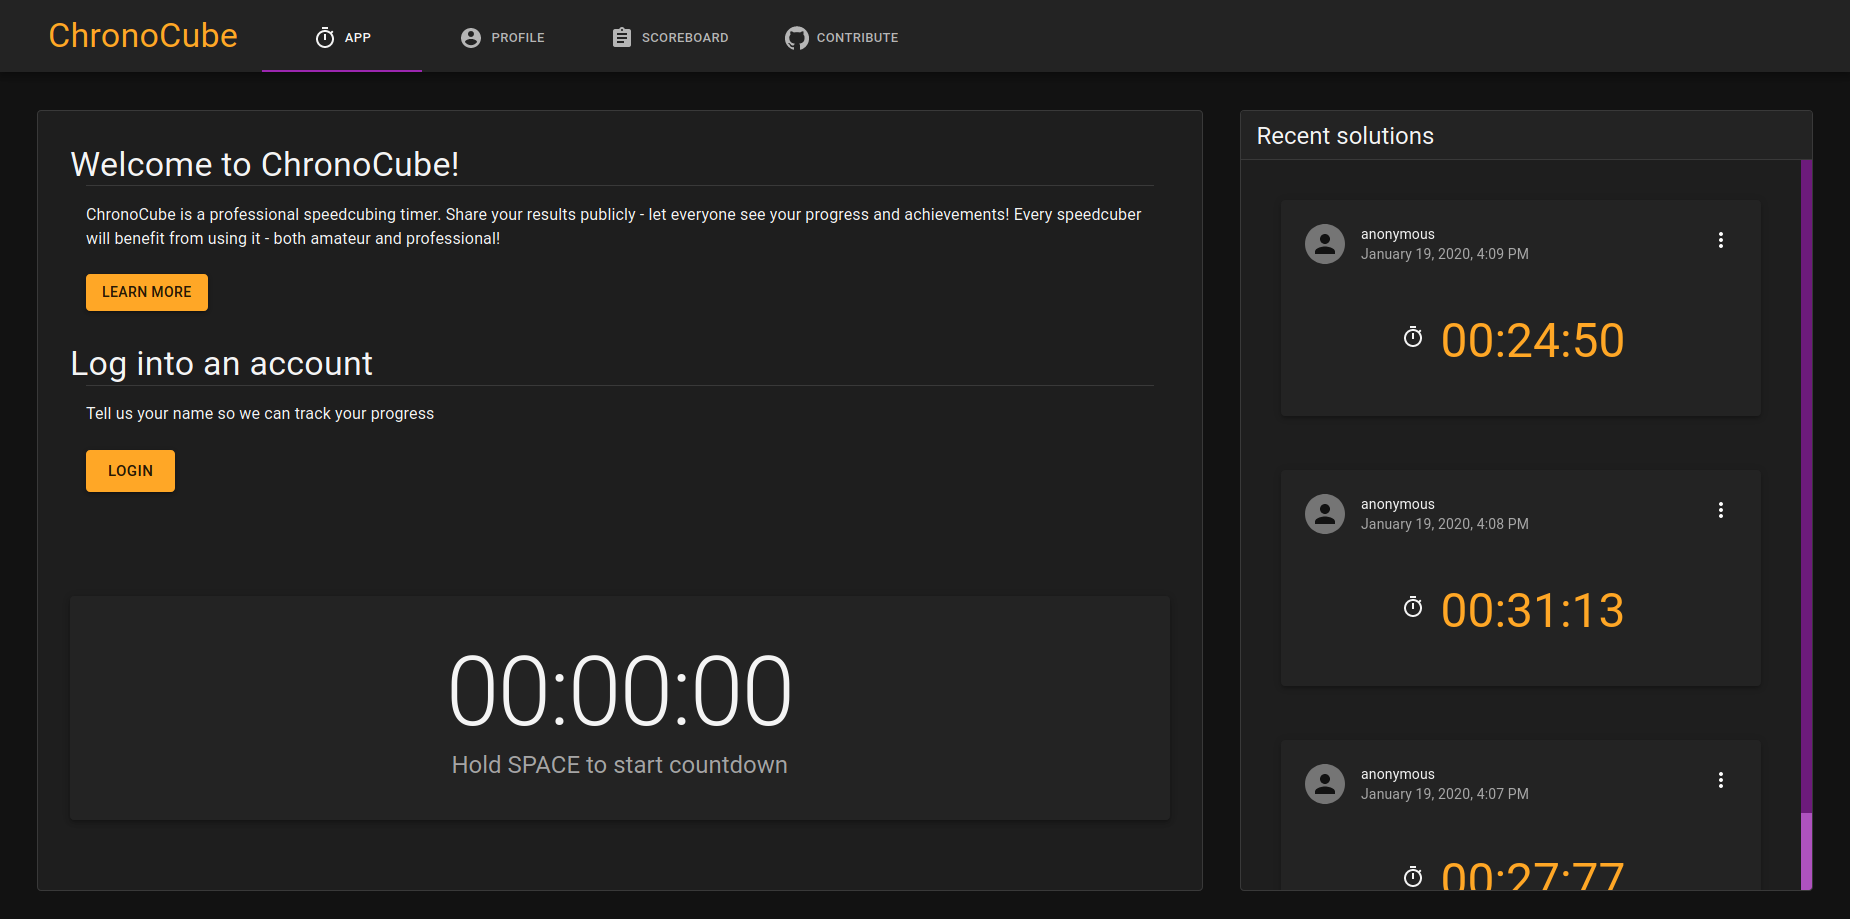 ChronoCube
APP
PROFILE
SCOREBOARD
CONTRIBUTE
Welcome to ChronoCube!
ChronoCube is a professional speedcubing timer. Share your results publicly - let everyone see your progress and achievements! Every speedcuber
will benefit from using it - both amateur and professional!
LEARN MORE
Log into an account
Tell us your name so we can track your progress
LOGIN
00:00:00
Hold SPACE to start countdown
Recent solutions
anonymous
January 19, 2020, 4:09 PM
00:24:50
anonymous
January 19, 2020, 4:08 PM
00:31:13
anonymous
January 19, 2020, 4:07 PM
00:27:77